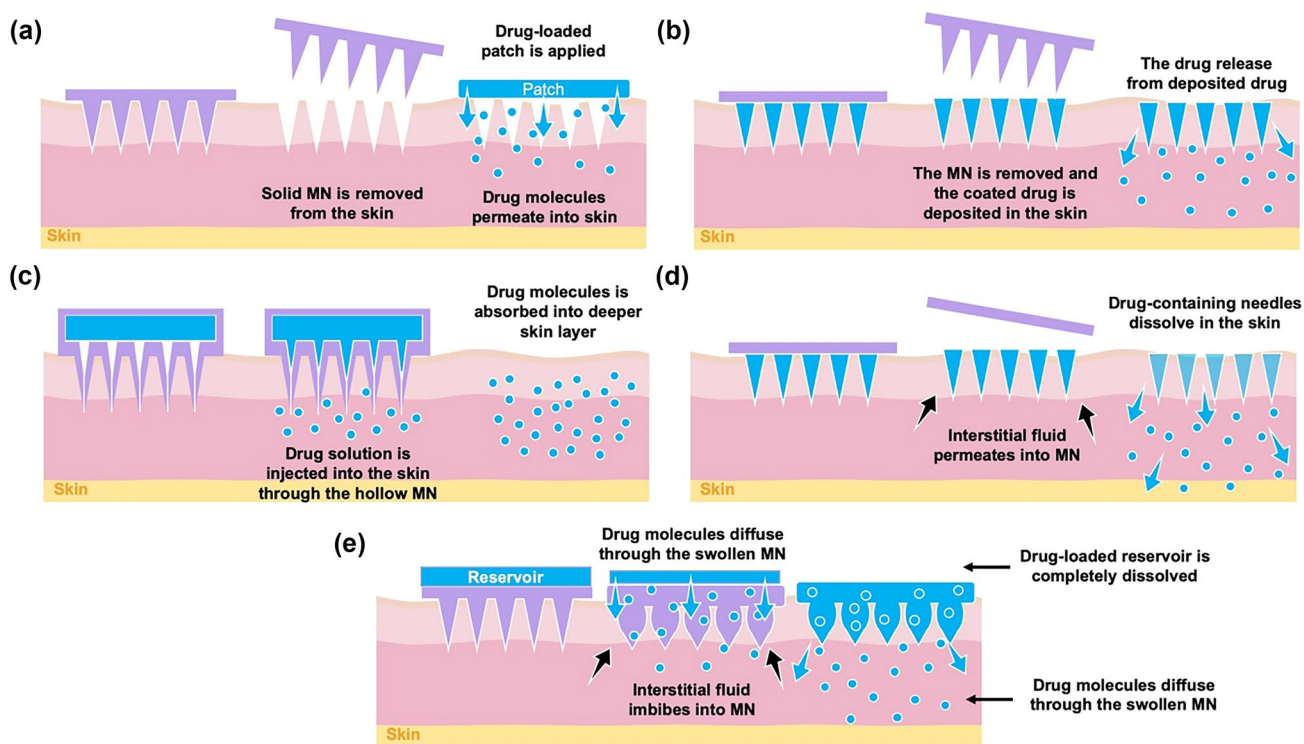 (a)
Drug-loaded
patch is applied
Patch
Solid MN is removed
from the skin
Drug molecules
permeate into skin
Skin
(b)
The drug release
from deposited drug
The MN is removed and
the coated drug is
deposited in the skin
Skin
(c)
Drug molecules is
absorbed into deeper
skin layer
Drug solution is
injected into the skin
through the hollow MN
Skin
(d)
Drug-containing needles
dissolve in the skin
Interstitial fluid
permeates into MN
Skin
(e)
Drug molecules diffuse
through the swollen MN
Reservoir
Drug-loaded reservoir is
completely dissolved
Interstitial fluid
imbibes into MN
Drug molecules diffuse
through the swollen MN
Skin